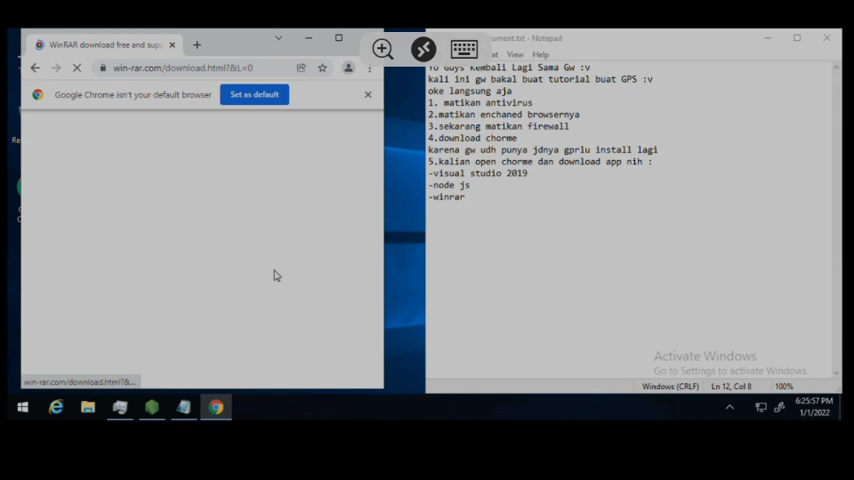 WinRAR download free and supp
win-rar.com/download.html?&L=0
Google Chrome isn't your default browser
Set as default
win-rar.com/download.html?&...
cument.txt - Notepad
at View Help
Yo Guys Kembali Lagi Sama Gw :v
kali ini gw bakal buat tutorial buat GPS :v
oke langsung aja
1. matikan antivirus
2.matikan enchaned browsernya
3.sekarang matikan firewall
4.download chorme
karena gw udh punya jdnya gprlu install lagi
5.kalian open chorme dan download app nih :
-visual studio 2019
-node js
-winrar
Activate Windows
Go to Settings to activate Windows.
Windows (CRLF) Ln 12, Col 8 100%
6:25:57 PM
1/1/2022